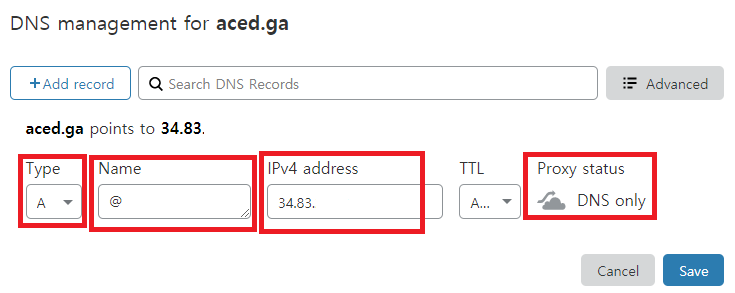 DNS management for aced.ga
+Add record
Search DNS Records
Advanced
aced.ga points to 34.83.
Type
Name
IPv4 address
TTL
Proxy status
A
@
34.83.
A...
DNS only
Cancel
Save